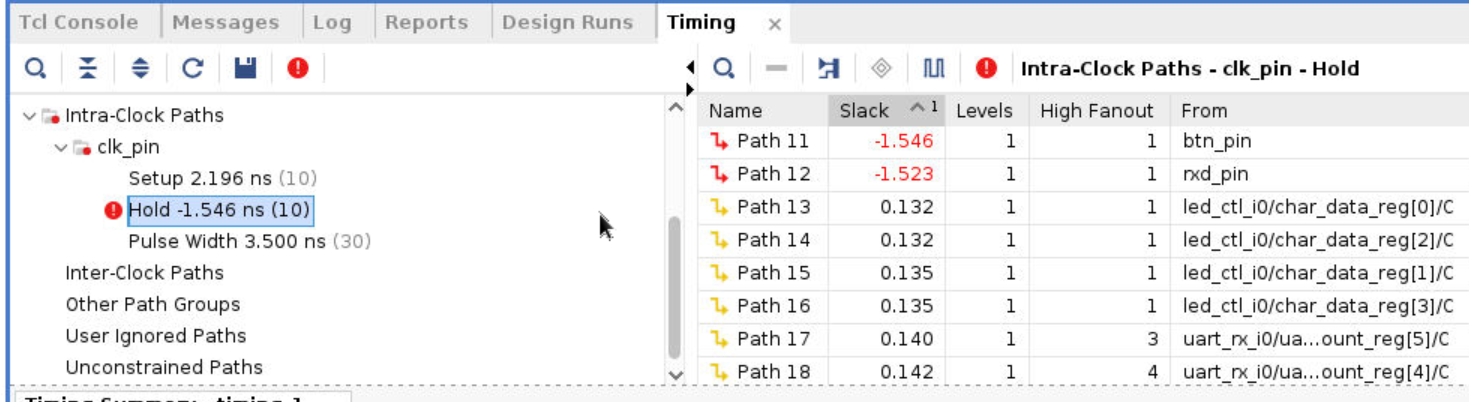 Tcl Console Messages Log Reports Design Runs Timing ×
Intra-Clock Paths - clk_pin - Hold
Intra-Clock Paths
clk_pin
Setup 2.196 ns (10)
Hold -1.546 ns (10)
Pulse Width 3.500 ns (30)
Inter-Clock Paths
Other Path Groups
User Ignored Paths
Unconstrained Paths
Name Slack 1 Levels High Fanout From
Path 11 -1.546 1 1 btn_pin
Path 12 -1.523 1 1 rxd_pin
Path 13 0.132 1 1 led_ctl_i0/char_data_reg[0]/C
Path 14 0.132 1 1 led_ctl_i0/char_data_reg[2]/C
Path 15 0.135 1 1 led_ctl_i0/char_data_reg[1]/C
Path 16 0.135 1 1 led_ctl_i0/char_data_reg[3]/C
Path 17 0.140 1 3 uart_rx_i0/ua...ount_reg[5]/C
Path 18 0.142 1 4 uart_rx_i0/ua...ount_reg[4]/C
Timing Summary - timing_1